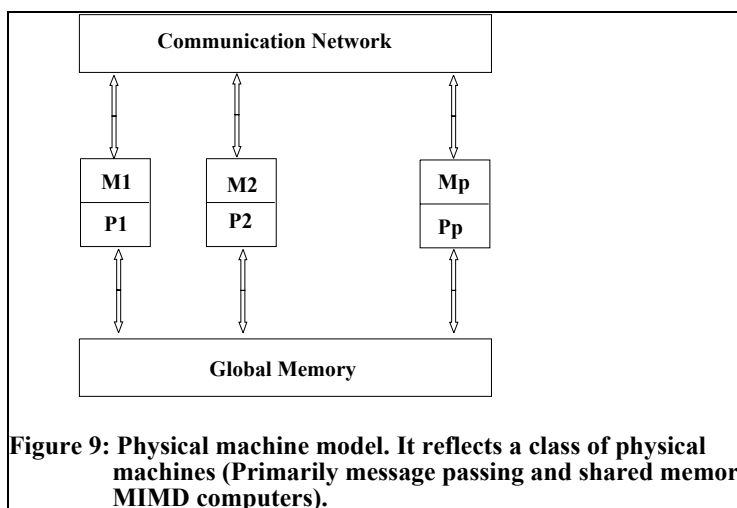 Communication Network
M1 M2 Mp
P1 P2 Pp
Global Memory
Figure 9: Physical machine model. It reflects a class of physical
machines (Primarily message passing and shared memor
MIMD computers).